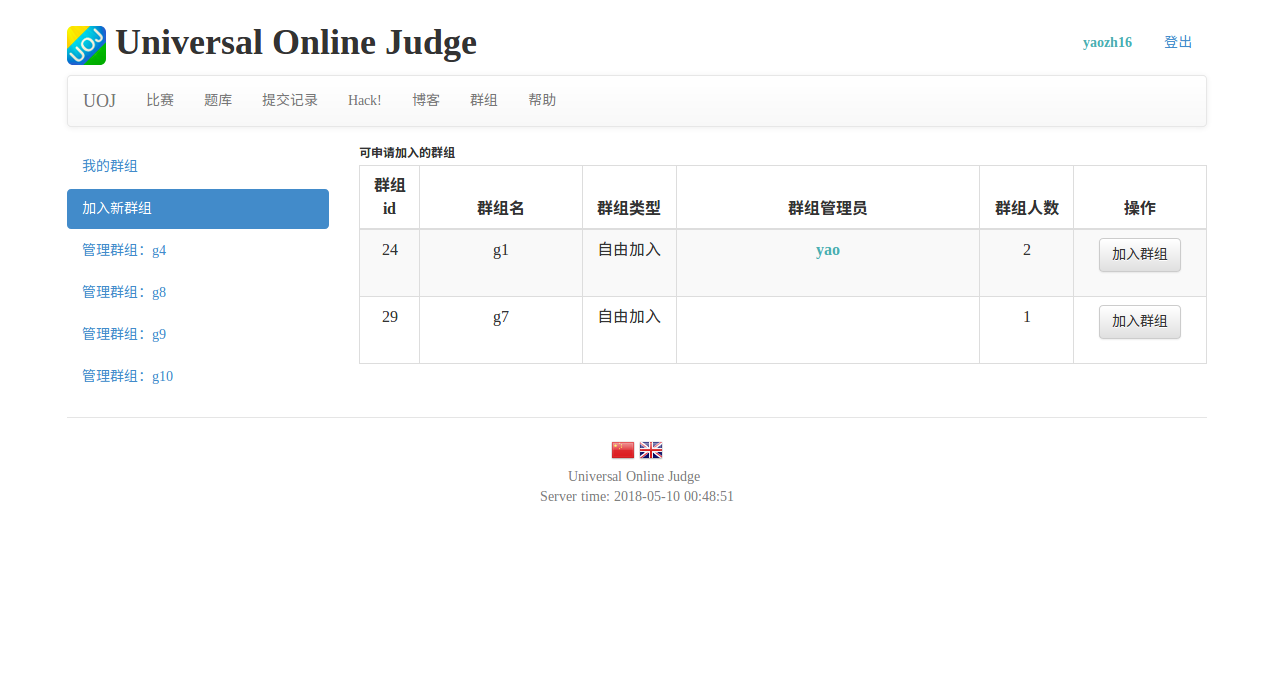 UOJ Universal Online Judge
yaozh16 登出
UOJ 比赛 题库 提交记录 Hack! 博客 群组 帮助
我的群组
加入新群组
管理群组：g4
管理群组：g8
管理群组：g9
管理群组：g10
可申请加入的群组
群组id 群组名 群组类型 群组管理员 群组人数 操作
24 g1 自由加入 yao 2 加入群组
29 g7 自由加入 1 加入群组
Universal Online Judge
Server time: 2018-05-10 00:48:51